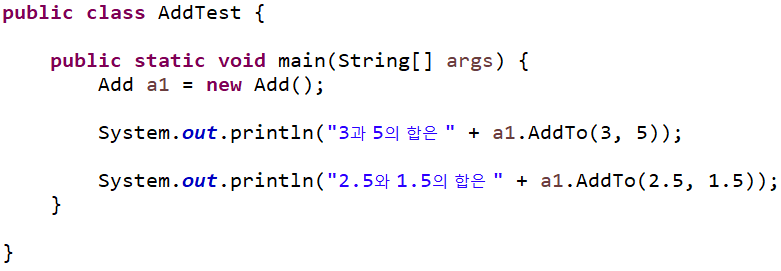 public class AddTest {
public static void main(String[] args) {
Add a1 = new Add();
System.out.println("3과 5의 합은 " + a1.AddTo(3, 5));
System.out.println("2.5와 1.5의 합은 " + a1.AddTo(2.5, 1.5));
}
}